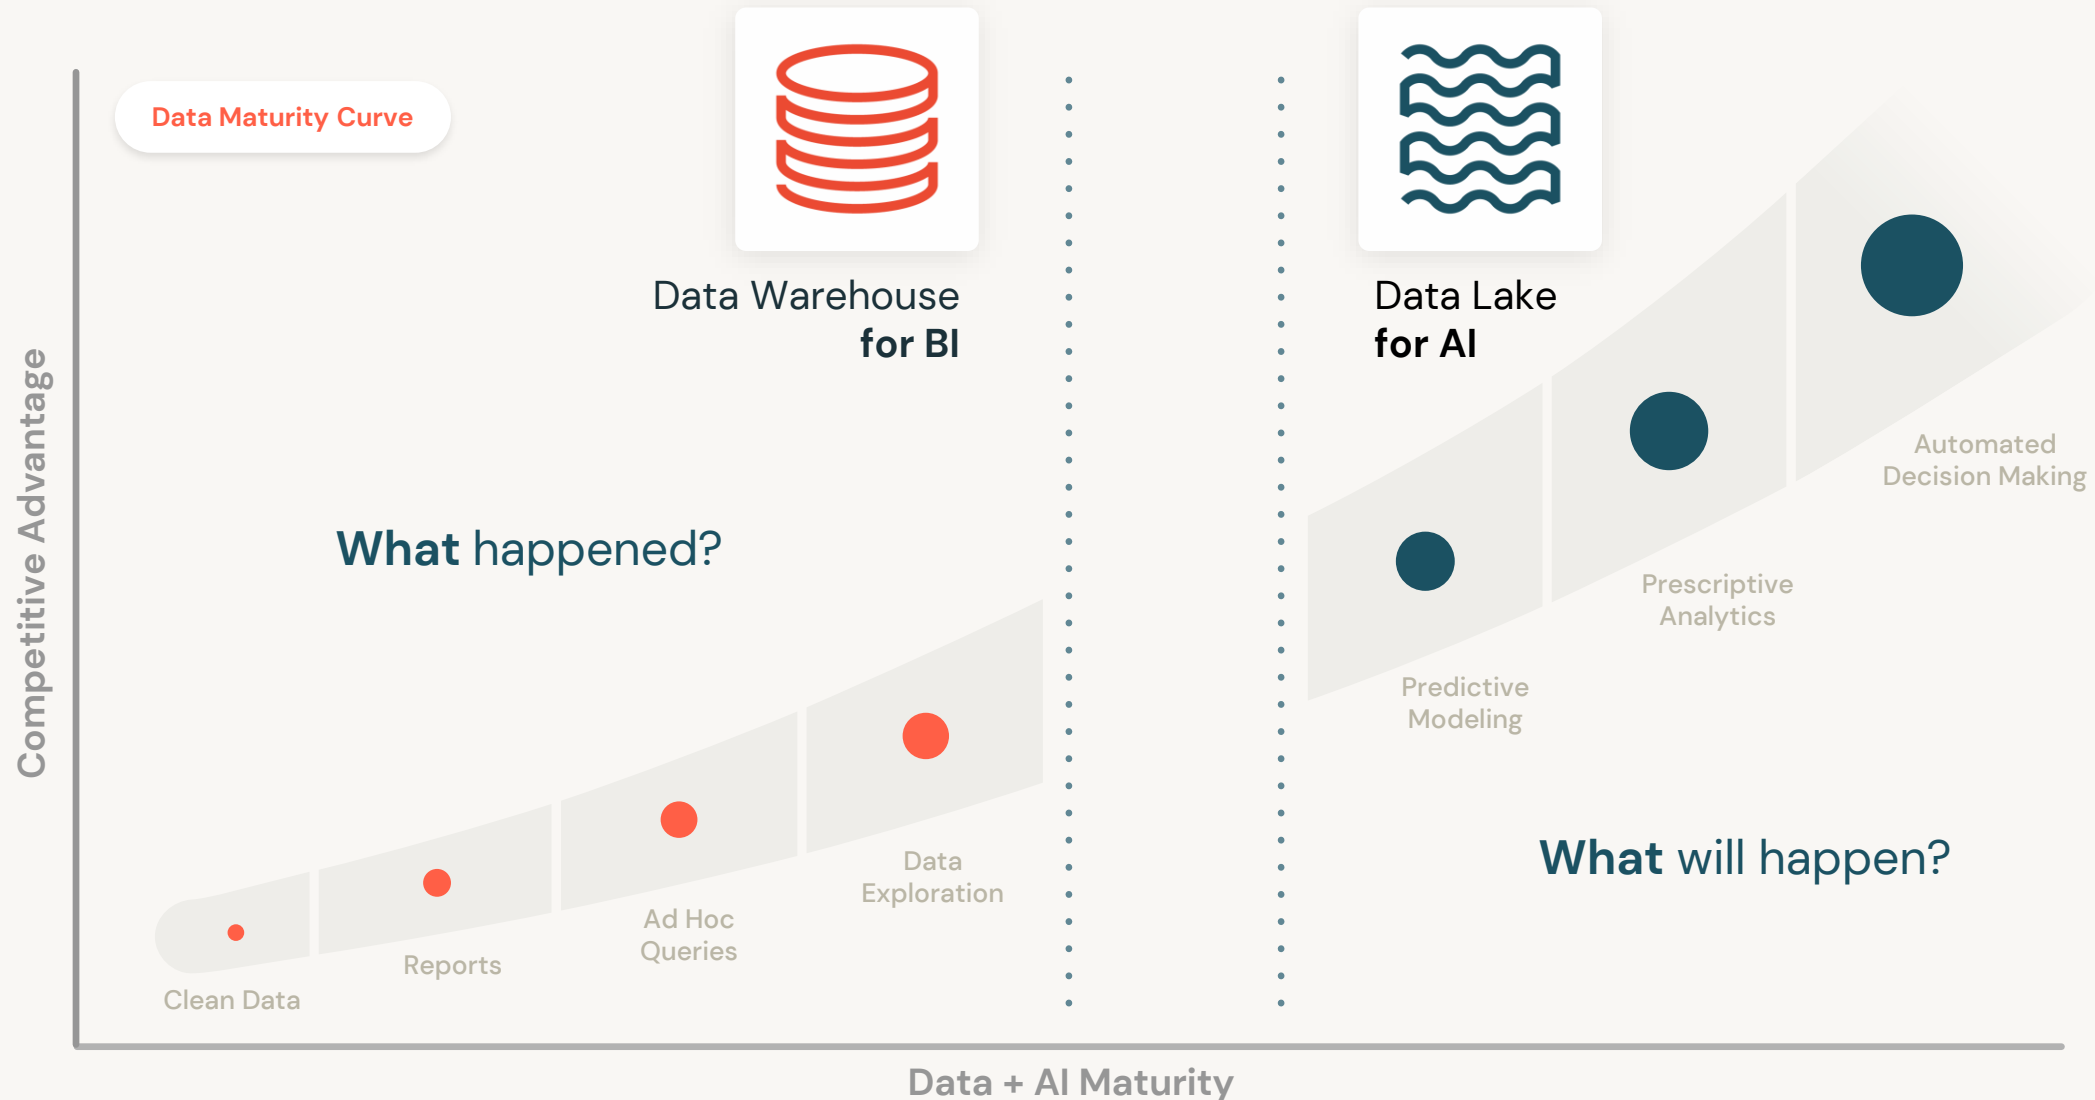 Data Maturity Curve
Data Warehouse
for BI
Data Lake
for AI
Competitive Advantage
What happened?
Automated
Decision Making
Prescriptive
Analytics
Predictive
Modeling
What will happen?
Data
Exploration
Ad Hoc
Queries
Reports
Clean Data
Data + AI Maturity